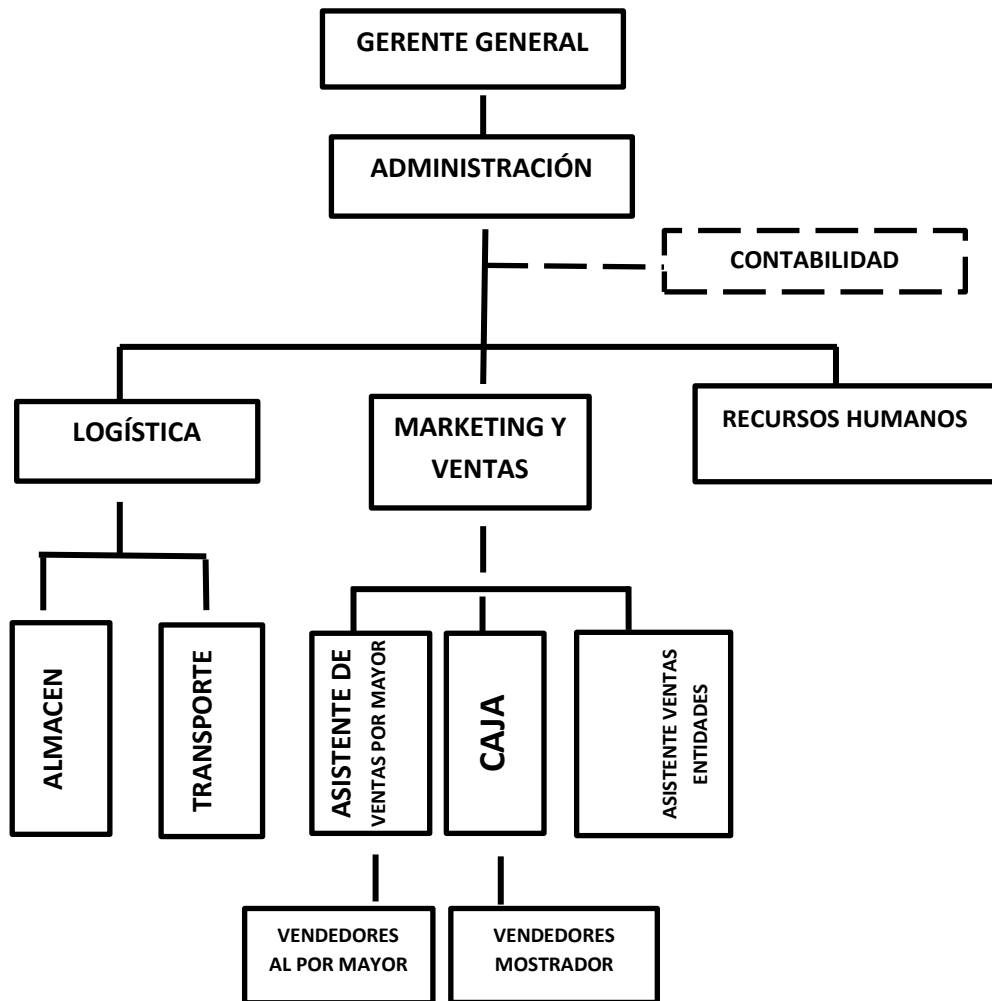 GERENTE GENERAL
ADMINISTRACIÓN
CONTABILIDAD
LOGÍSTICA
MARKETING Y
VENTAS
RECURSOS HUMANOS
ALMACEN
TRANSPORTE
ASISTENTE DE
VENTAS POR MAYOR
CAJA
ASISTENTE VENTAS
ENTIDADES
VENDEDORES
AL POR MAYOR
VENDEDORES
MOSTRADOR